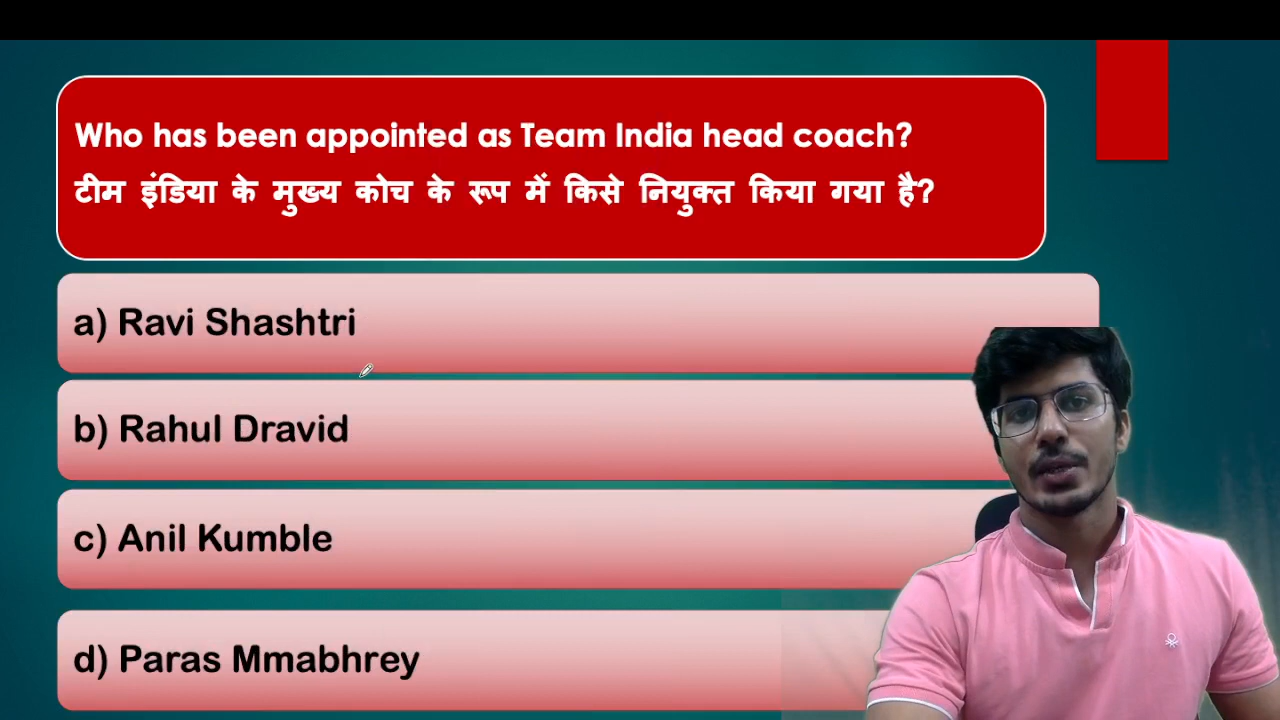 Who has been appointed as Team India head coach?
टीम इंडिया के मुख्य कोच के रूप में किसे नियुक्त किया गया है?
a) Ravi Shashtri
b) Rahul Dravid
c) Anil Kumble
d) Paras Mmabhrey